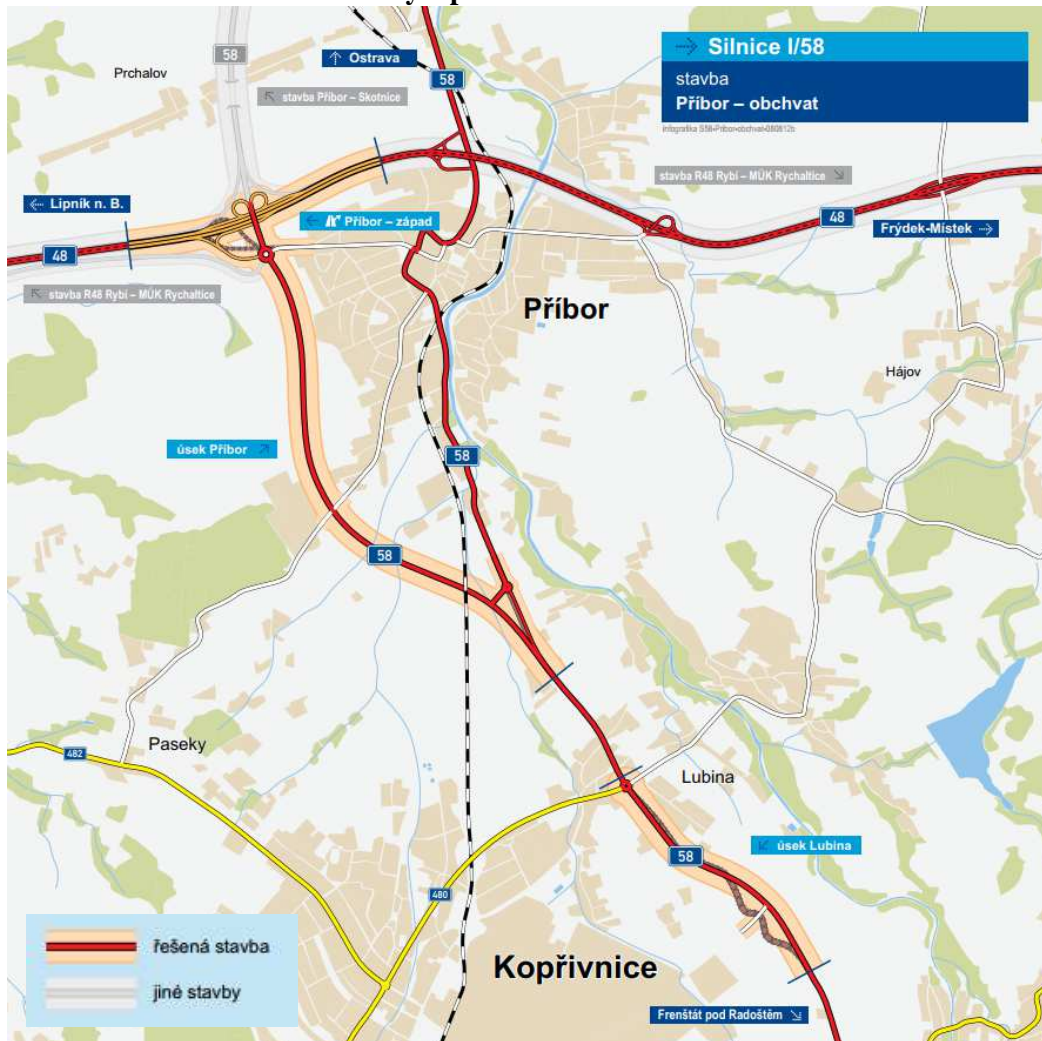 58
Ostrava
Silnice I/58
stavba
Příbor – obchvat
Prchalov
58
stavba Příbor – Skotnice
Infografika
stavba R48 Rybí – MÚK Rychaltice
Lipník n. B.
Příbor – západ
48
Frýdek-Místek
48
stavba R48 Rybí – MÚK Rychaltice
Příbor
Hájov
úsek Příbor
58
58
Paseky
482
Lubina
úsek Lubina
58
480
řešená stavba
jiné stavby
Kopřivnice
Frenštát pod Radoštěm